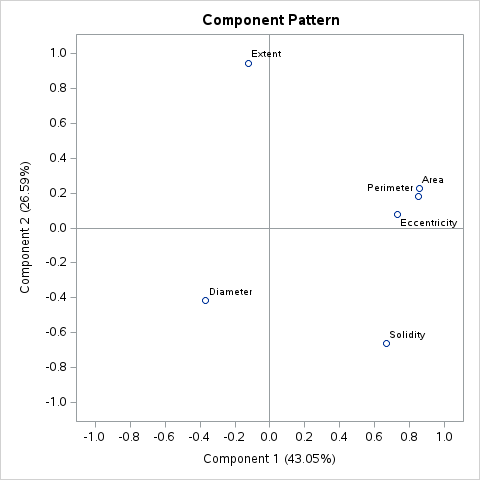 Component Pattern
1.0
0.8
0.6
0.4
0.2
0.0
-0.2
-0.4
-0.6
-0.8
-1.0
Component 2 (26.59%)
Extent
Area
Perimeter
Eccentricity
Diameter
Solidity
-1.0 -0.8 -0.6 -0.4 -0.2 0.0 0.2 0.4 0.6 0.8 1.0
Component 1 (43.05%)